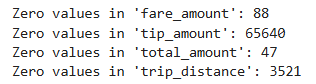 Zero values in 'fare_amount': 88
Zero values in 'tip_amount': 65640
Zero values in 'total_amount': 47
Zero values in 'trip_distance': 3521